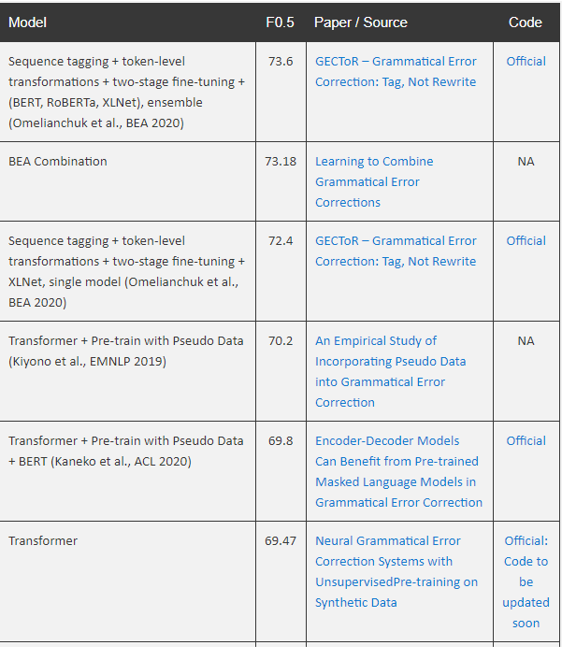 Model F0.5 Paper / Source Code
Sequence tagging + token-level 73.6 GECToR – Grammatical Error Official
transformations + two-stage fine-tuning + Correction: Tag, Not Rewrite
(BERT, RoBERTa, XLNet), ensemble
(Omelianchuk et al., BEA 2020)
BEA Combination 73.18 Learning to Combine NA
Grammatical Error
Corrections
Sequence tagging + token-level 72.4 GECToR – Grammatical Error Official
transformations + two-stage fine-tuning + Correction: Tag, Not Rewrite
XLNet, single model (Omelianchuk et al.,
BEA 2020)
Transformer + Pre-train with Pseudo Data 70.2 An Empirical Study of NA
(Kiyono et al., EMNLP 2019) Incorporating Pseudo Data
into Grammatical Error
Correction
Transformer + Pre-train with Pseudo Data 69.8 Encoder-Decoder Models Official
+ BERT (Kaneko et al., ACL 2020) Can Benefit from Pre-trained
Masked Language Models in
Grammatical Error Correction
Transformer 69.47 Neural Grammatical Error Official:
Correction Systems with Code to
UnsupervisedPre-training on be
Synthetic Data updated
soon